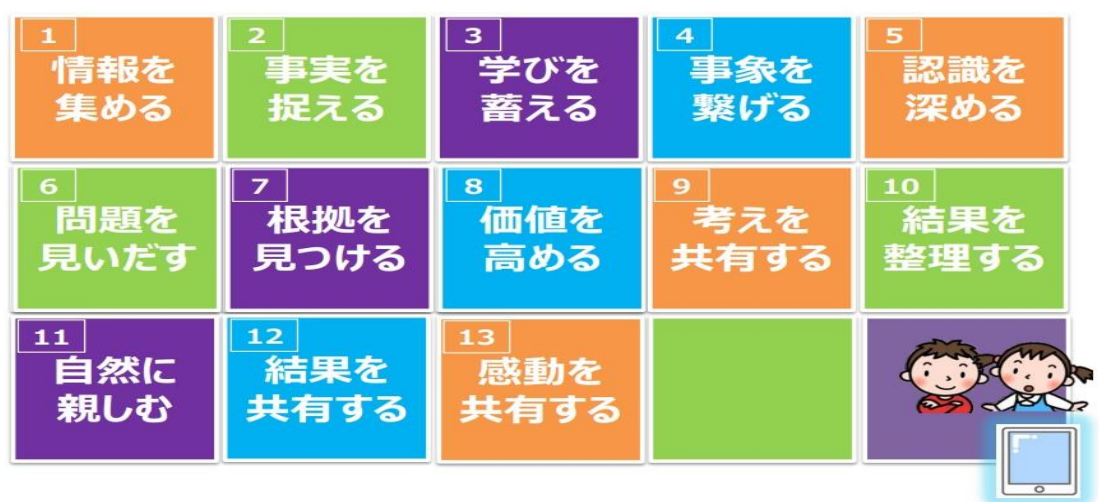 1
情報を
集める
2
事実を
捉える
3
学びを
蓄える
4
事象を
繋げる
5
認識を
深める
6
問題を
見いだす
7
根拠を
見つける
8
価値を
高める
9
考えを
共有する
10
結果を
整理する
11
自然に
親しむ
12
結果を
共有する
13
感動を
共有する